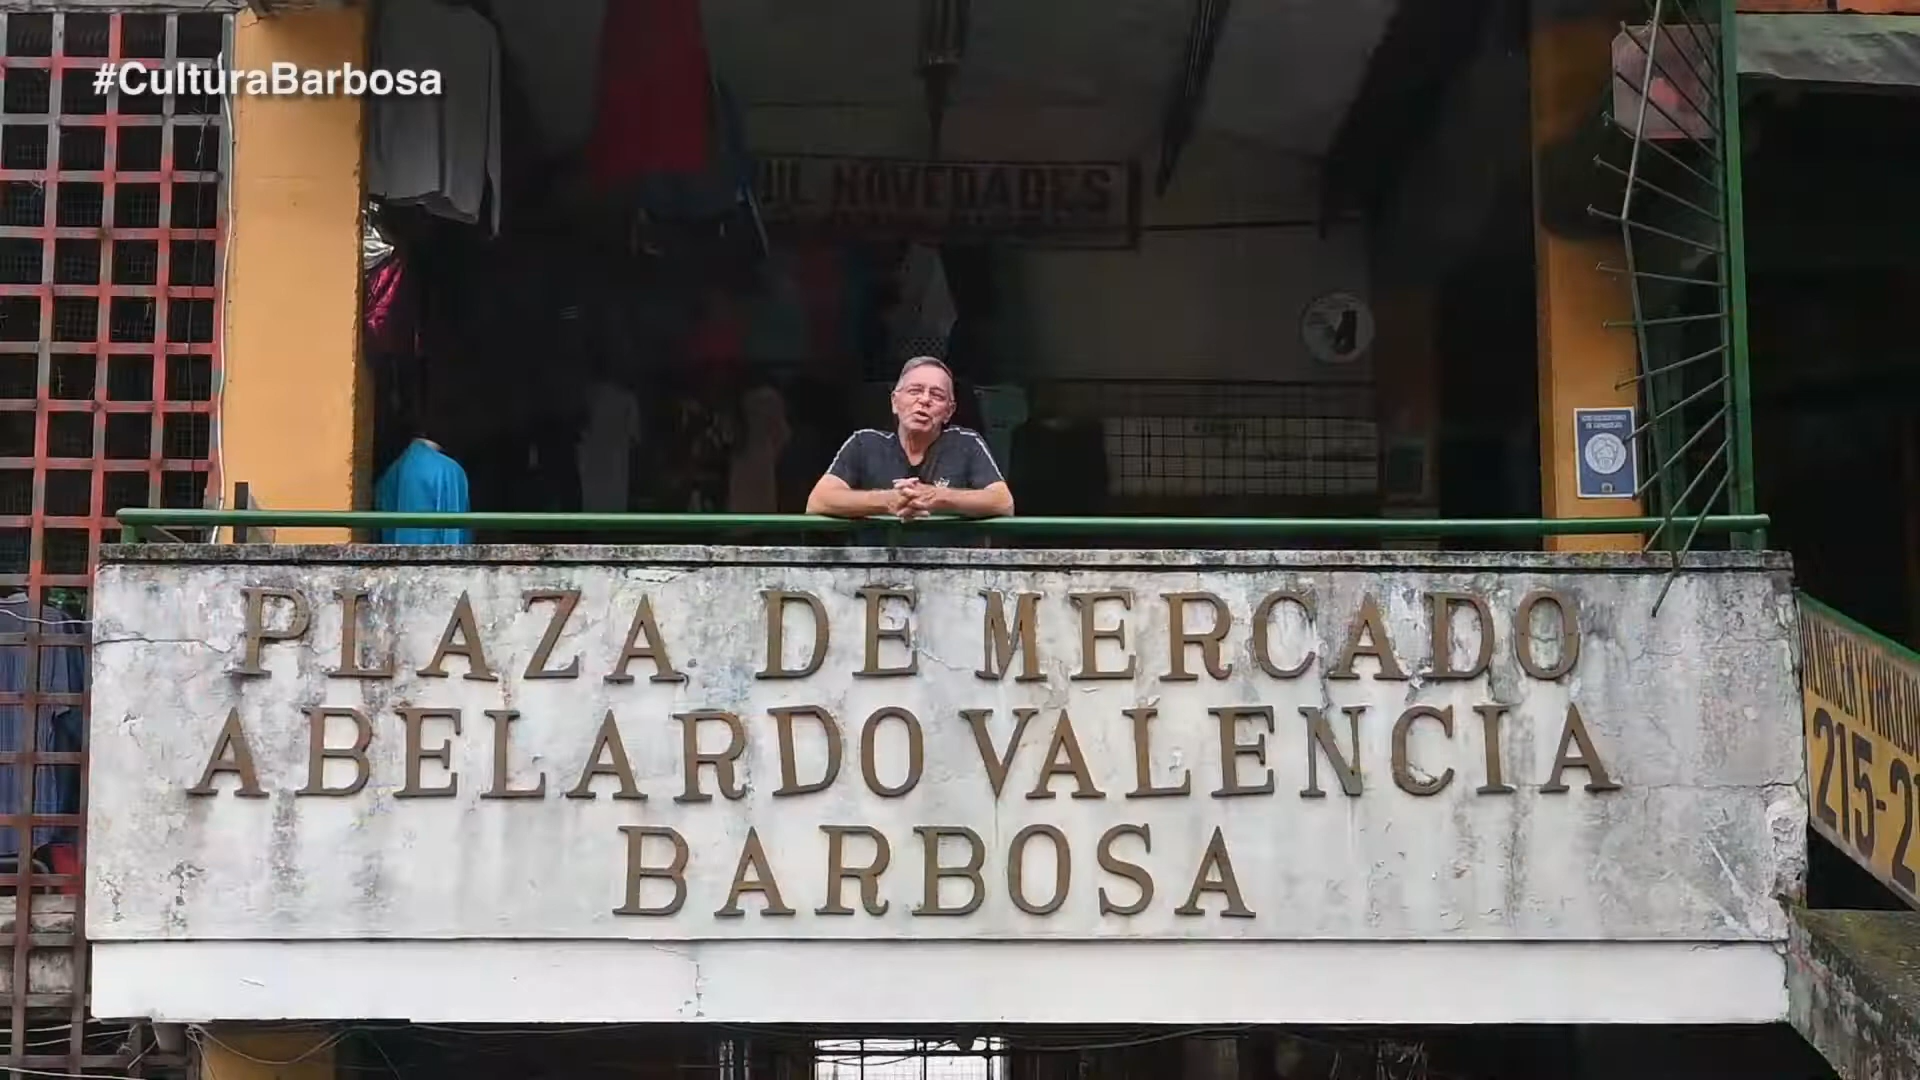 #CulturaBarbosa
NOVEDADES
PLAZA DE MERCADO
ABELARDO VALENCIA
BARBOSA
215-2